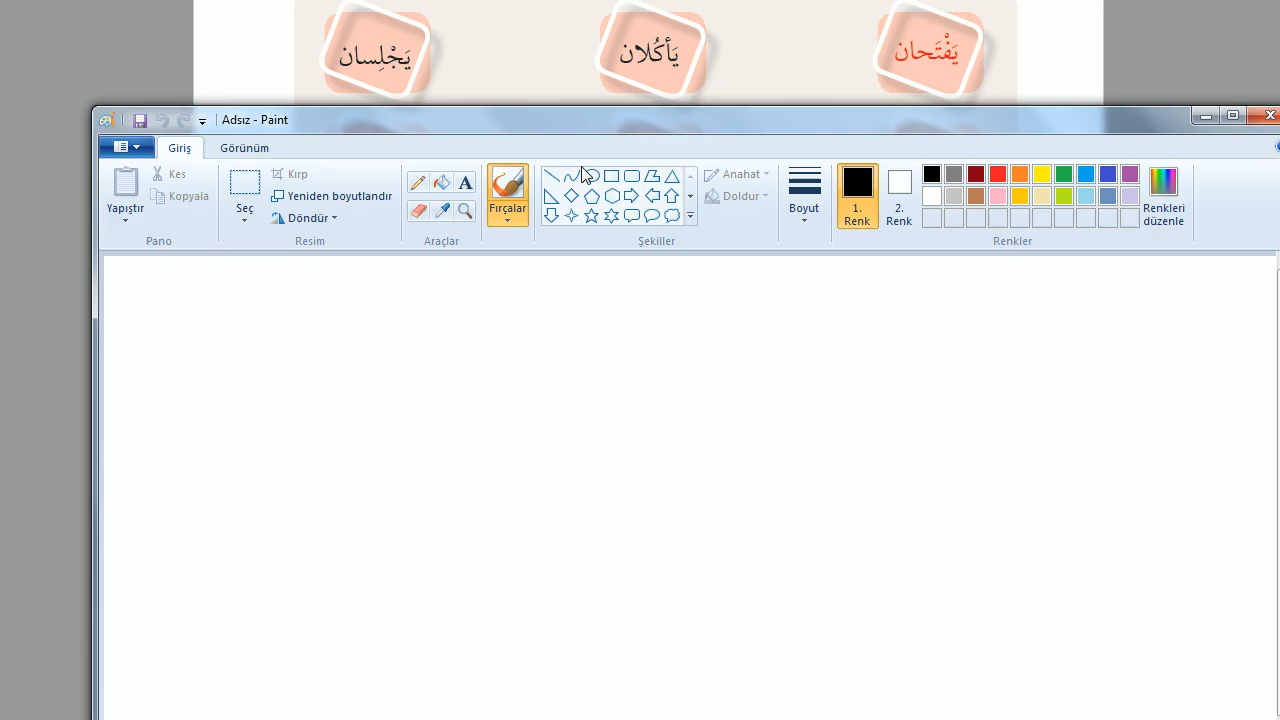 يَفْتَحان يَأكُلان يَجْلِسان
Adsız - Paint
Giriş Görünüm
Yapıştır Kes Kopyala
Pano
Seç Kırp Yeniden boyutlandır Döndür
Resim
A
Araçlar
Fırçalar
Şekiller
Anahat
Doldur
Boyut
1. Renk
2. Renk
Renkler
Renkleri düzenle